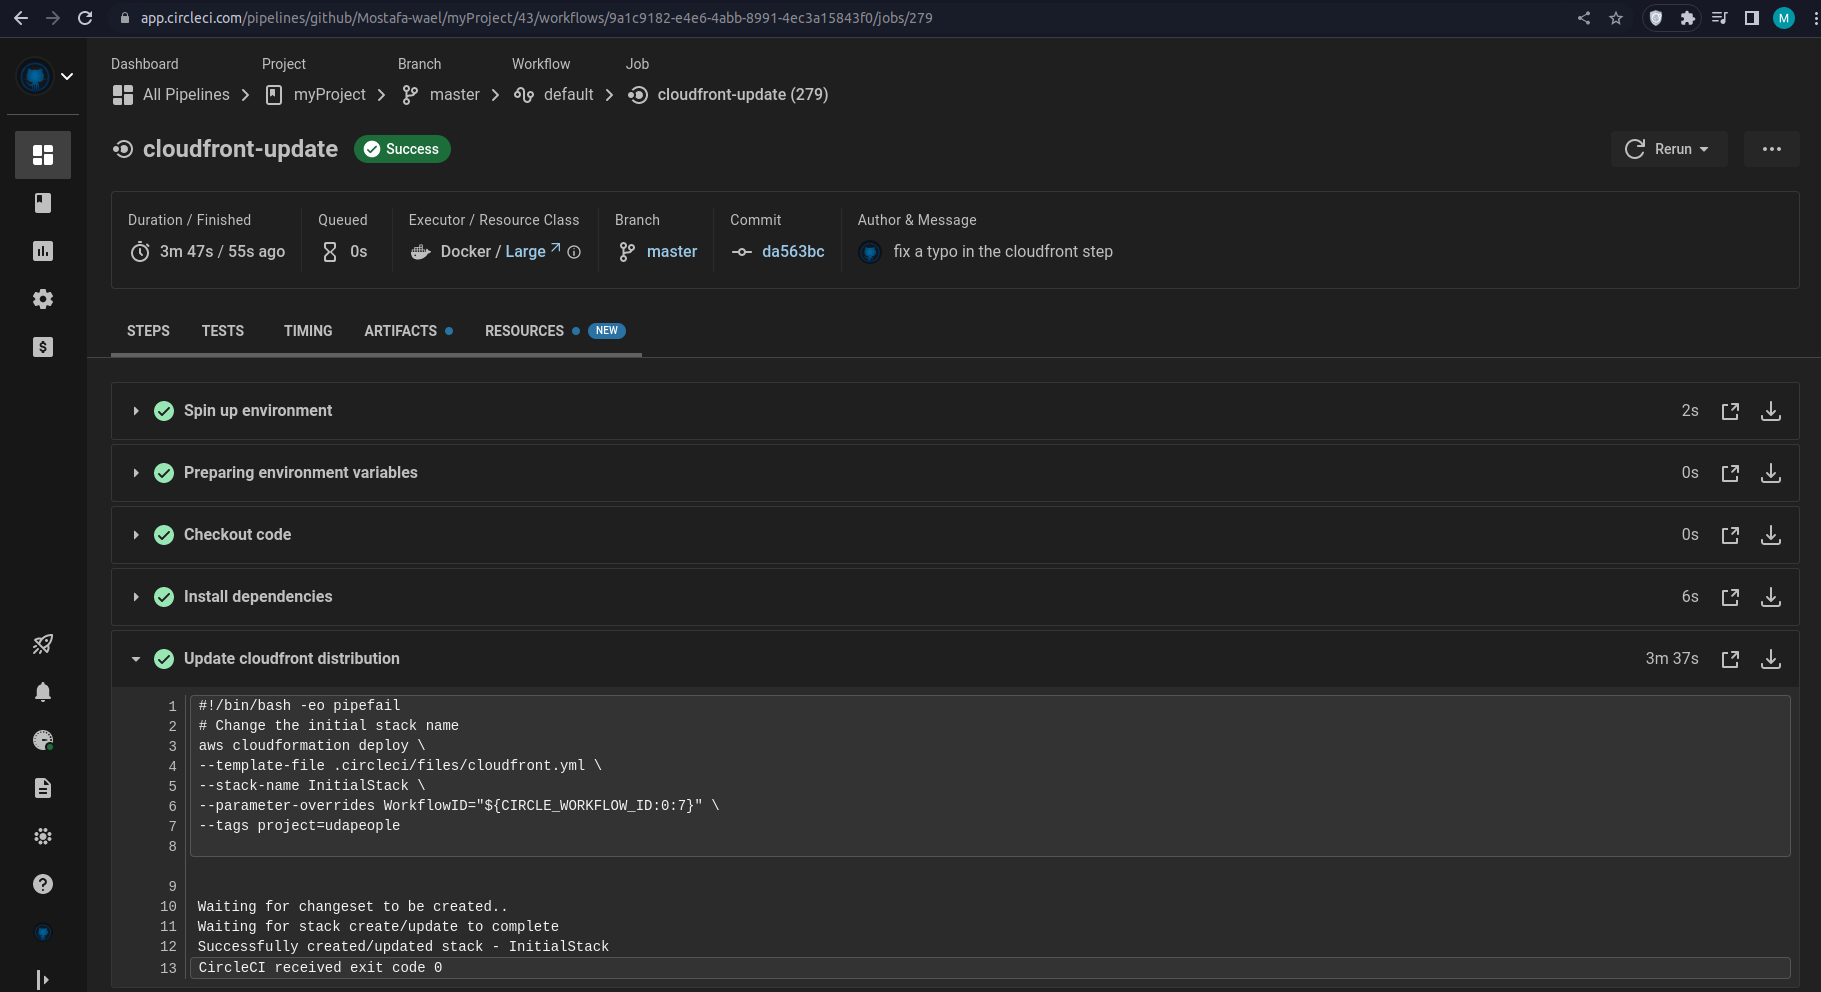 app.circleci.com/pipelines/github/Mostafa-wael/myProject/43/workflows/9a1c9182-e4e6-4abb-8991-4ec3a15843f0/jobs/279
M
Dashboard Project Branch Workflow Job
All Pipelines myProject master default cloudfront-update (279)
cloudfront-update Success Rerun
Duration / Finished Queued Executor / Resource Class Branch Commit Author & Message
3m 47s / 55s ago 0s Docker / Large master da563bc fix a typo in the cloudfront step
STEPS TESTS TIMING ARTIFACTS RESOURCES NEW
Spin up environment 2s
Preparing environment variables 0s
Checkout code 0s
Install dependencies 6s
Update cloudfront distribution 3m 37s
1 #!/bin/bash -eo pipefail
2 # Change the initial stack name
3 aws cloudformation deploy \
4 --template-file .circleci/files/cloudfront.yml \
5 --stack-name InitialStack \
6 --parameter-overrides WorkflowID="${CIRCLE_WORKFLOW_ID:0:7}" \
7 --tags project=udapeople
8
9
10 Waiting for changeset to be created..
11 Waiting for stack create/update to complete
12 Successfully created/updated stack - InitialStack
13 CircleCI received exit code 0